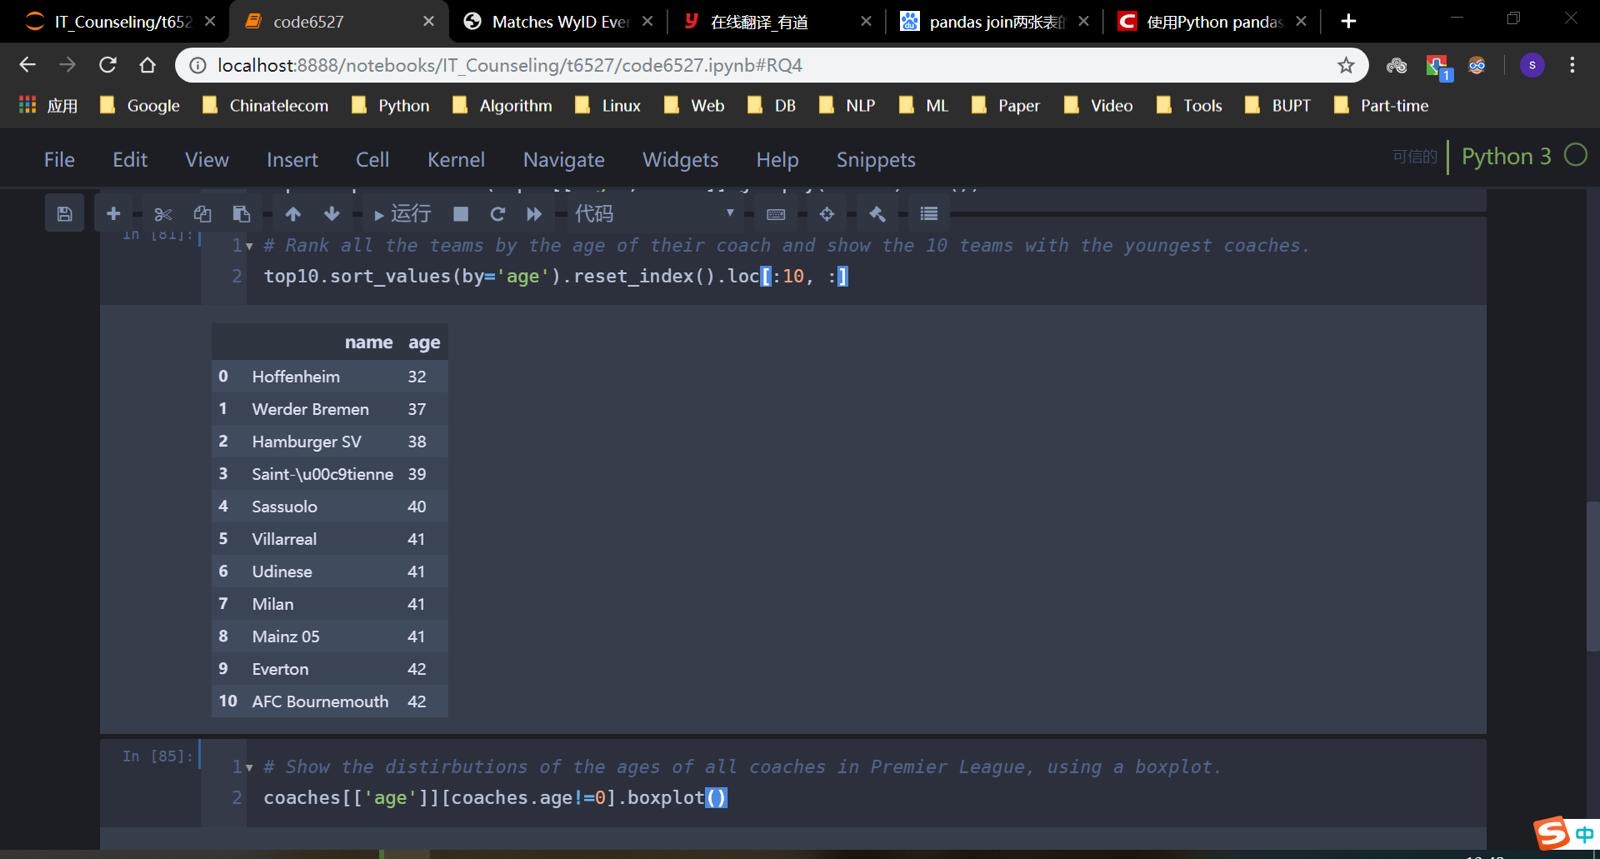 IT_Counseling/t652
code6527
Matches WyID Ever
在线翻译_有道
pandas join两张表的
使用Python pandas
localhost:8888/notebooks/IT_Counseling/t6527/code6527.ipynb#RQ4
1
S
应用
Google
Chinatelecom
Python
Algorithm
Linux
Web
DB
NLP
ML
Paper
Video
Tools
BUPT
Part-time
File
Edit
View
Insert
Cell
Kernel
Navigate
Widgets
Help
Snippets
可信的
Python 3
运行
代码
In [81]:
1 # Rank all the teams by the age of their coach and show the 10 teams with the youngest coaches.
2 top10.sort_values(by='age').reset_index().loc[:10, :]
name age
0 Hoffenheim 32
1 Werder Bremen 37
2 Hamburger SV 38
3 Saint-\u00c9tienne 39
4 Sassuolo 40
5 Villarreal 41
6 Udinese 41
7 Milan 41
8 Mainz 05 41
9 Everton 42
10 AFC Bournemouth 42
In [85]:
1 # Show the distirbutions of the ages of all coaches in Premier League, using a boxplot.
2 coaches[['age']][coaches.age!=0].boxplot()
中